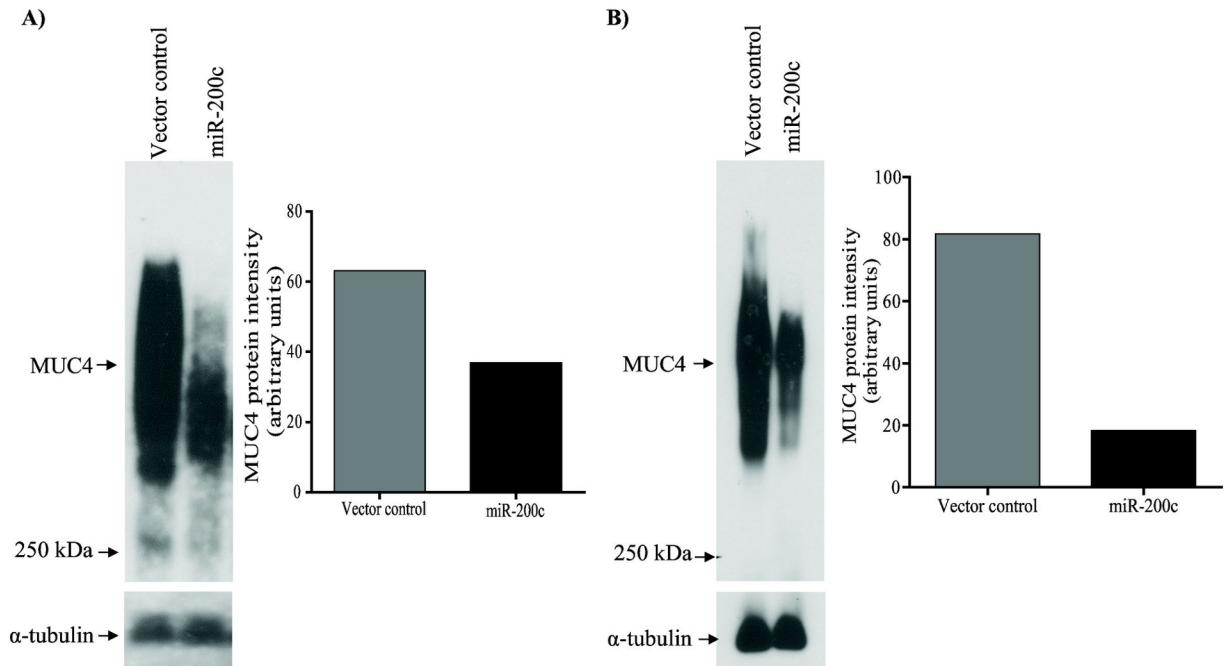 A)
Vector control
miR-200c
MUC4
250 kDa
α-tubulin
MUC4 protein intensity
(arbitrary units)
80
60
40
20
0
Vector control
miR-200c
B)
Vector control
miR-200c
MUC4
250 kDa
α-tubulin
MUC4 protein intensity
(arbitrary units)
100
80
60
40
20
0
Vector control
miR-200c